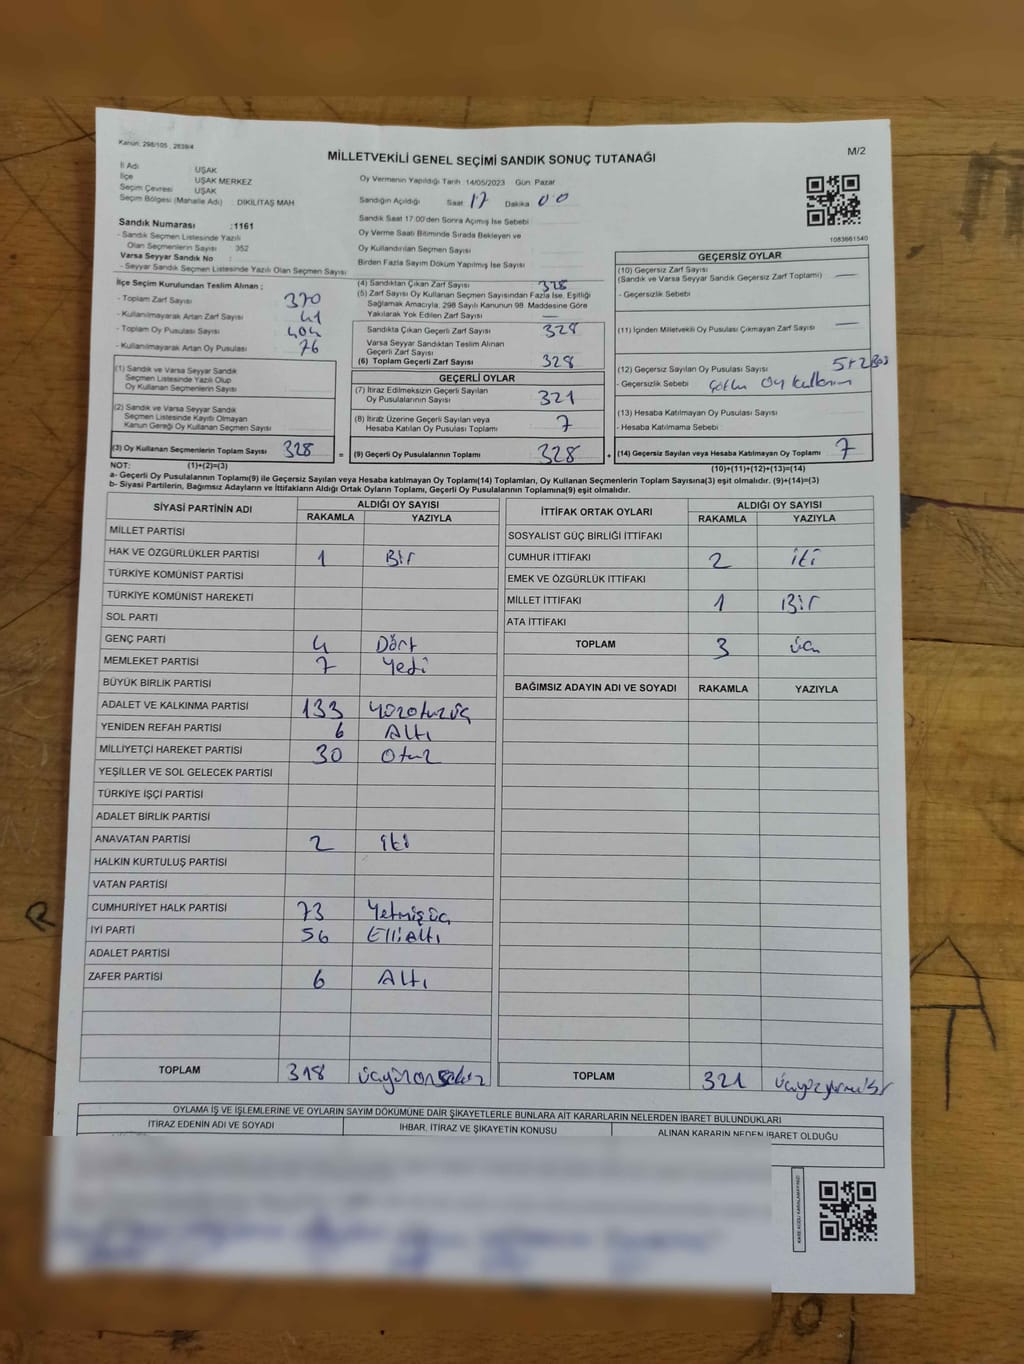 Kanun: 298/105 , 2839/4
MİLLETVEKİLİ GENEL SEÇİMİ SANDIK SONUÇ TUTANAĞI
M/2
İl Adı UŞAK
İlçe UŞAK MERKEZ
Seçim Çevresi UŞAK
Seçim Bölgesi (Mahalle Adı) : DİKİLİTAŞ MAH
Oy Vermenin Yapıldığı Tarih :14/05/2023 Gün Pazar
Sandığın Açıldığı Saat 17 Dakika 00
Sandık Saat 17:00'den Sonra Açmış İse Sebebi
Oy Verme Saati Bitiminde Sırada Bekleyen ve
Oy Kullandırılan Seçmen Sayısı
Birden Fazla Sayım Döküm Yapılmış İse Sayısı
1083661540
Sandık Numarası :1161
- Sandık Seçmen Listesinde Yazılı
Olan Seçmenlerin Sayısı : 352
Varsa Seyyar Sandık No :
- Seyyar Sandık Seçmen Listesinde Yazılı Olan Seçmen Sayısı
İlçe Seçim Kurulundan Teslim Alınan ;
- Toplam Zarf Sayısı 370
- Kullanılmayarak Artan Zarf Sayısı 41
- Toplam Oy Pusulası Sayısı 404
- Kullanılmayarak Artan Oy Pusulası 76
(1) Sandık ve Varsa Seyyar Sandık
Seçmen Listesinde Yazılı Olup
Oy Kullanan Seçmenlerin Sayısı
(2) Sandık ve Varsa Seyyar Sandık
Seçmen Listesinde Kayıtlı Olmayan
Kanun Gereği Oy Kullanan Seçmen Sayısı
(3) Oy Kullanan Seçmenlerin Toplam Sayısı 328 =
(4) Sandıktan Çıkan Zarf Sayısı 328
(5) Zarf Sayısı Oy Kullanan Seçmen Sayısından Fazla İse, Eşitliği
Sağlamak Amacıyla; 298 Sayılı Kanunun 98. Maddesine Göre
Yakılarak Yok Edilen Zarf Sayısı —
Sandıkta Çıkan Geçerli Zarf Sayısı 328
Varsa Seyyar Sandıktan Teslim Alınan
Geçerli Zarf Sayısı
(6) Toplam Geçerli Zarf Sayısı 328
GEÇERLİ OYLAR
(7) İtiraz Edilmeksizin Geçerli Sayılan
Oy Pusulalarının Sayısı 321
(8) İtiraz Üzerine Geçerli Sayılan veya
Hesaba Katılan Oy Pusulası Toplamı 7
(9) Geçerli Oy Pusulalarının Toplamı 328 +
GEÇERSİZ OYLAR
(10) Geçersiz Zarf Sayısı
(Sandık ve Varsa Seyyar Sandık Geçersiz Zarf Toplamı) —
- Geçersizlik Sebebi
(11) İçinden Milletvekili Oy Pusulası Çıkmayan Zarf Sayısı —
(12) Geçersiz Sayılan Oy Pusulası Sayısı
- Geçersizlik Sebebi
(13) Hesaba Katılmayan Oy Pusulası Sayısı
- Hesaba Katılmama Sebebi
(14) Geçersiz Sayılan veya Hesaba Katılmayan Oy Toplamı 7
NOT: (1)+(2)=(3) (10)+(11)+(12)+(13)=(14)
a- Geçerli Oy Pusulalarının Toplamı(9) ile Geçersiz Sayılan veya Hesaba katılmayan Oy Toplamı(14) Toplamları, Oy Kullanan Seçmenlerin Toplam Sayısına(3) eşit olmalıdır. (9)+(14)=(3)
b- Siyasi Partilerin, Bağımsız Adayların ve İttifakların Aldığı Ortak Oyların Toplamı, Geçerli Oy Pusulalarının Toplamına(9) eşit olmalıdır.
SİYASİ PARTİNİN ADI ALDIĞI OY SAYISI
RAKAMLA YAZIYLA
MİLLET PARTİSİ
HAK VE ÖZGÜRLÜKLER PARTİSİ 1 Bir
TÜRKİYE KOMÜNİST PARTİSİ
TÜRKİYE KOMÜNİST HAREKETİ
SOL PARTİ
GENÇ PARTİ 4 Dört
MEMLEKET PARTİSİ 7 Yedi
BÜYÜK BİRLİK PARTİSİ
ADALET VE KALKINMA PARTİSİ 133 Yüzotuzüç
YENİDEN REFAH PARTİSİ 6 Altı
MİLLİYETÇİ HAREKET PARTİSİ 30 Otuz
YEŞİLLER VE SOL GELECEK PARTİSİ
TÜRKİYE İŞÇİ PARTİSİ
ADALET BİRLİK PARTİSİ
ANAVATAN PARTİSİ 2 iki
HALKIN KURTULUŞ PARTİSİ
VATAN PARTİSİ
CUMHURİYET HALK PARTİSİ 73 Yetmişüç
İYİ PARTİ 56 Elli Altı
ADALET PARTİSİ
ZAFER PARTİSİ 6 Altı
TOPLAM 318 üçyüzonsekiz
İTTİFAK ORTAK OYLARI ALDIĞI OY SAYISI
RAKAMLA YAZIYLA
SOSYALİST GÜÇ BİRLİĞİ İTTİFAKI
CUMHUR İTTİFAKI 2 iki
EMEK VE ÖZGÜRLÜK İTTİFAKI
MİLLET İTTİFAKI 1 Bir
ATA İTTİFAKI
TOPLAM 3 üç
BAĞIMSIZ ADAYIN ADI VE SOYADI RAKAMLA YAZIYLA
TOPLAM 321 üçyüzyirmibir
OYLAMA İŞ VE İŞLEMLERİNE VE OYLARIN SAYIM DÖKÜMÜNE DAİR ŞİKAYETLERLE BUNLARA AİT KARARLARIN NELERDEN İBARET BULUNDUKLARI
İTİRAZ EDENİN ADI VE SOYADI İHBAR, İTİRAZ VE ŞİKAYETİN KONUSU ALINAN KARARIN NEDEN İBARET OLDUĞU